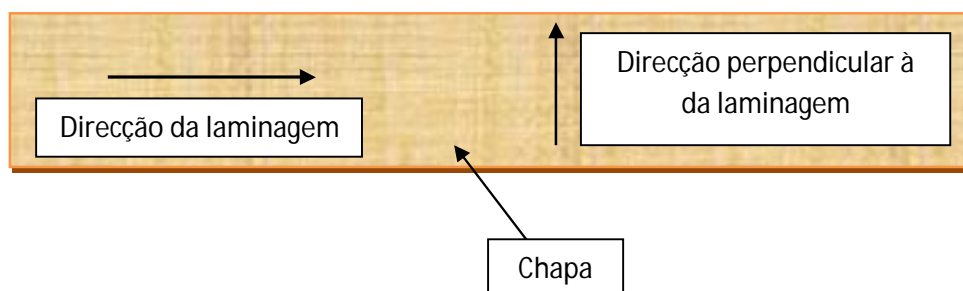 Direcção da laminagem
Direcção perpendicular à
da laminagem
Chapa